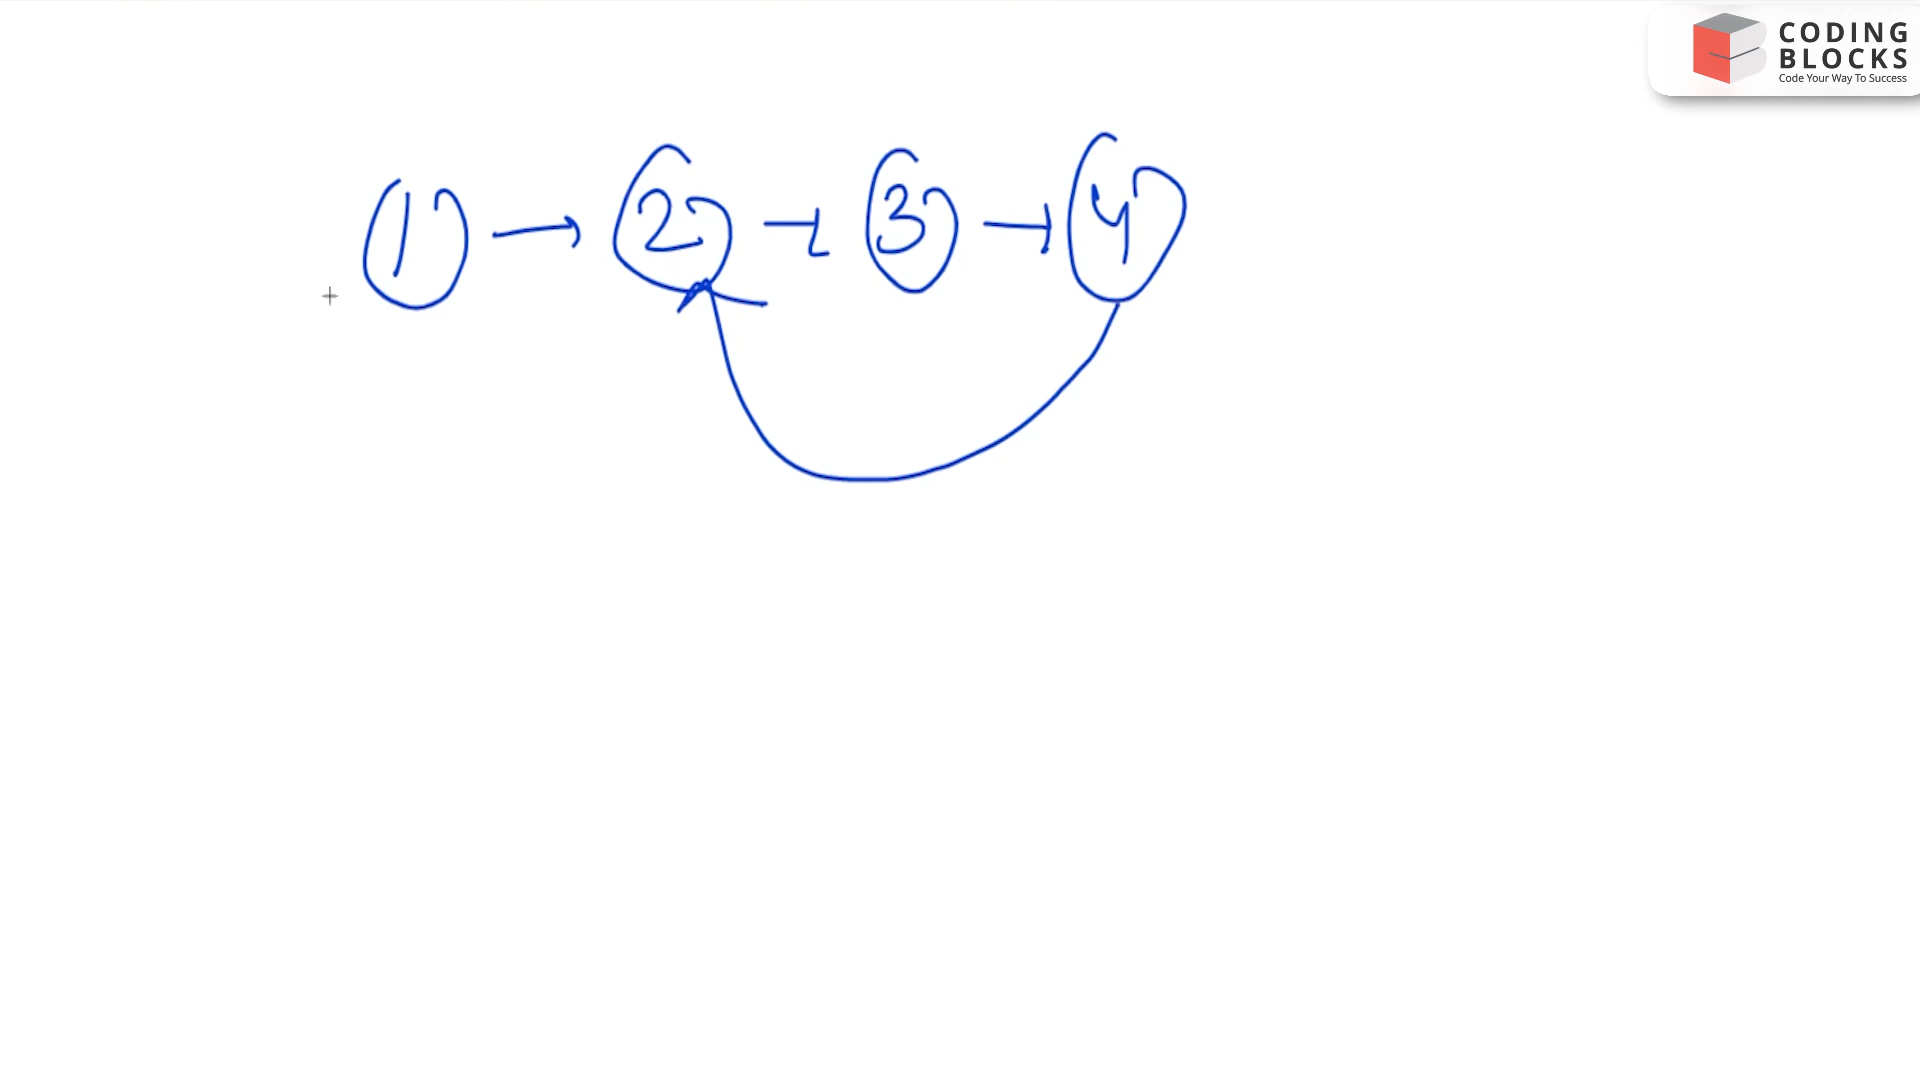 CODING
BLOCKS
Code Your Way To Success
1 → 2 → 3 → 4